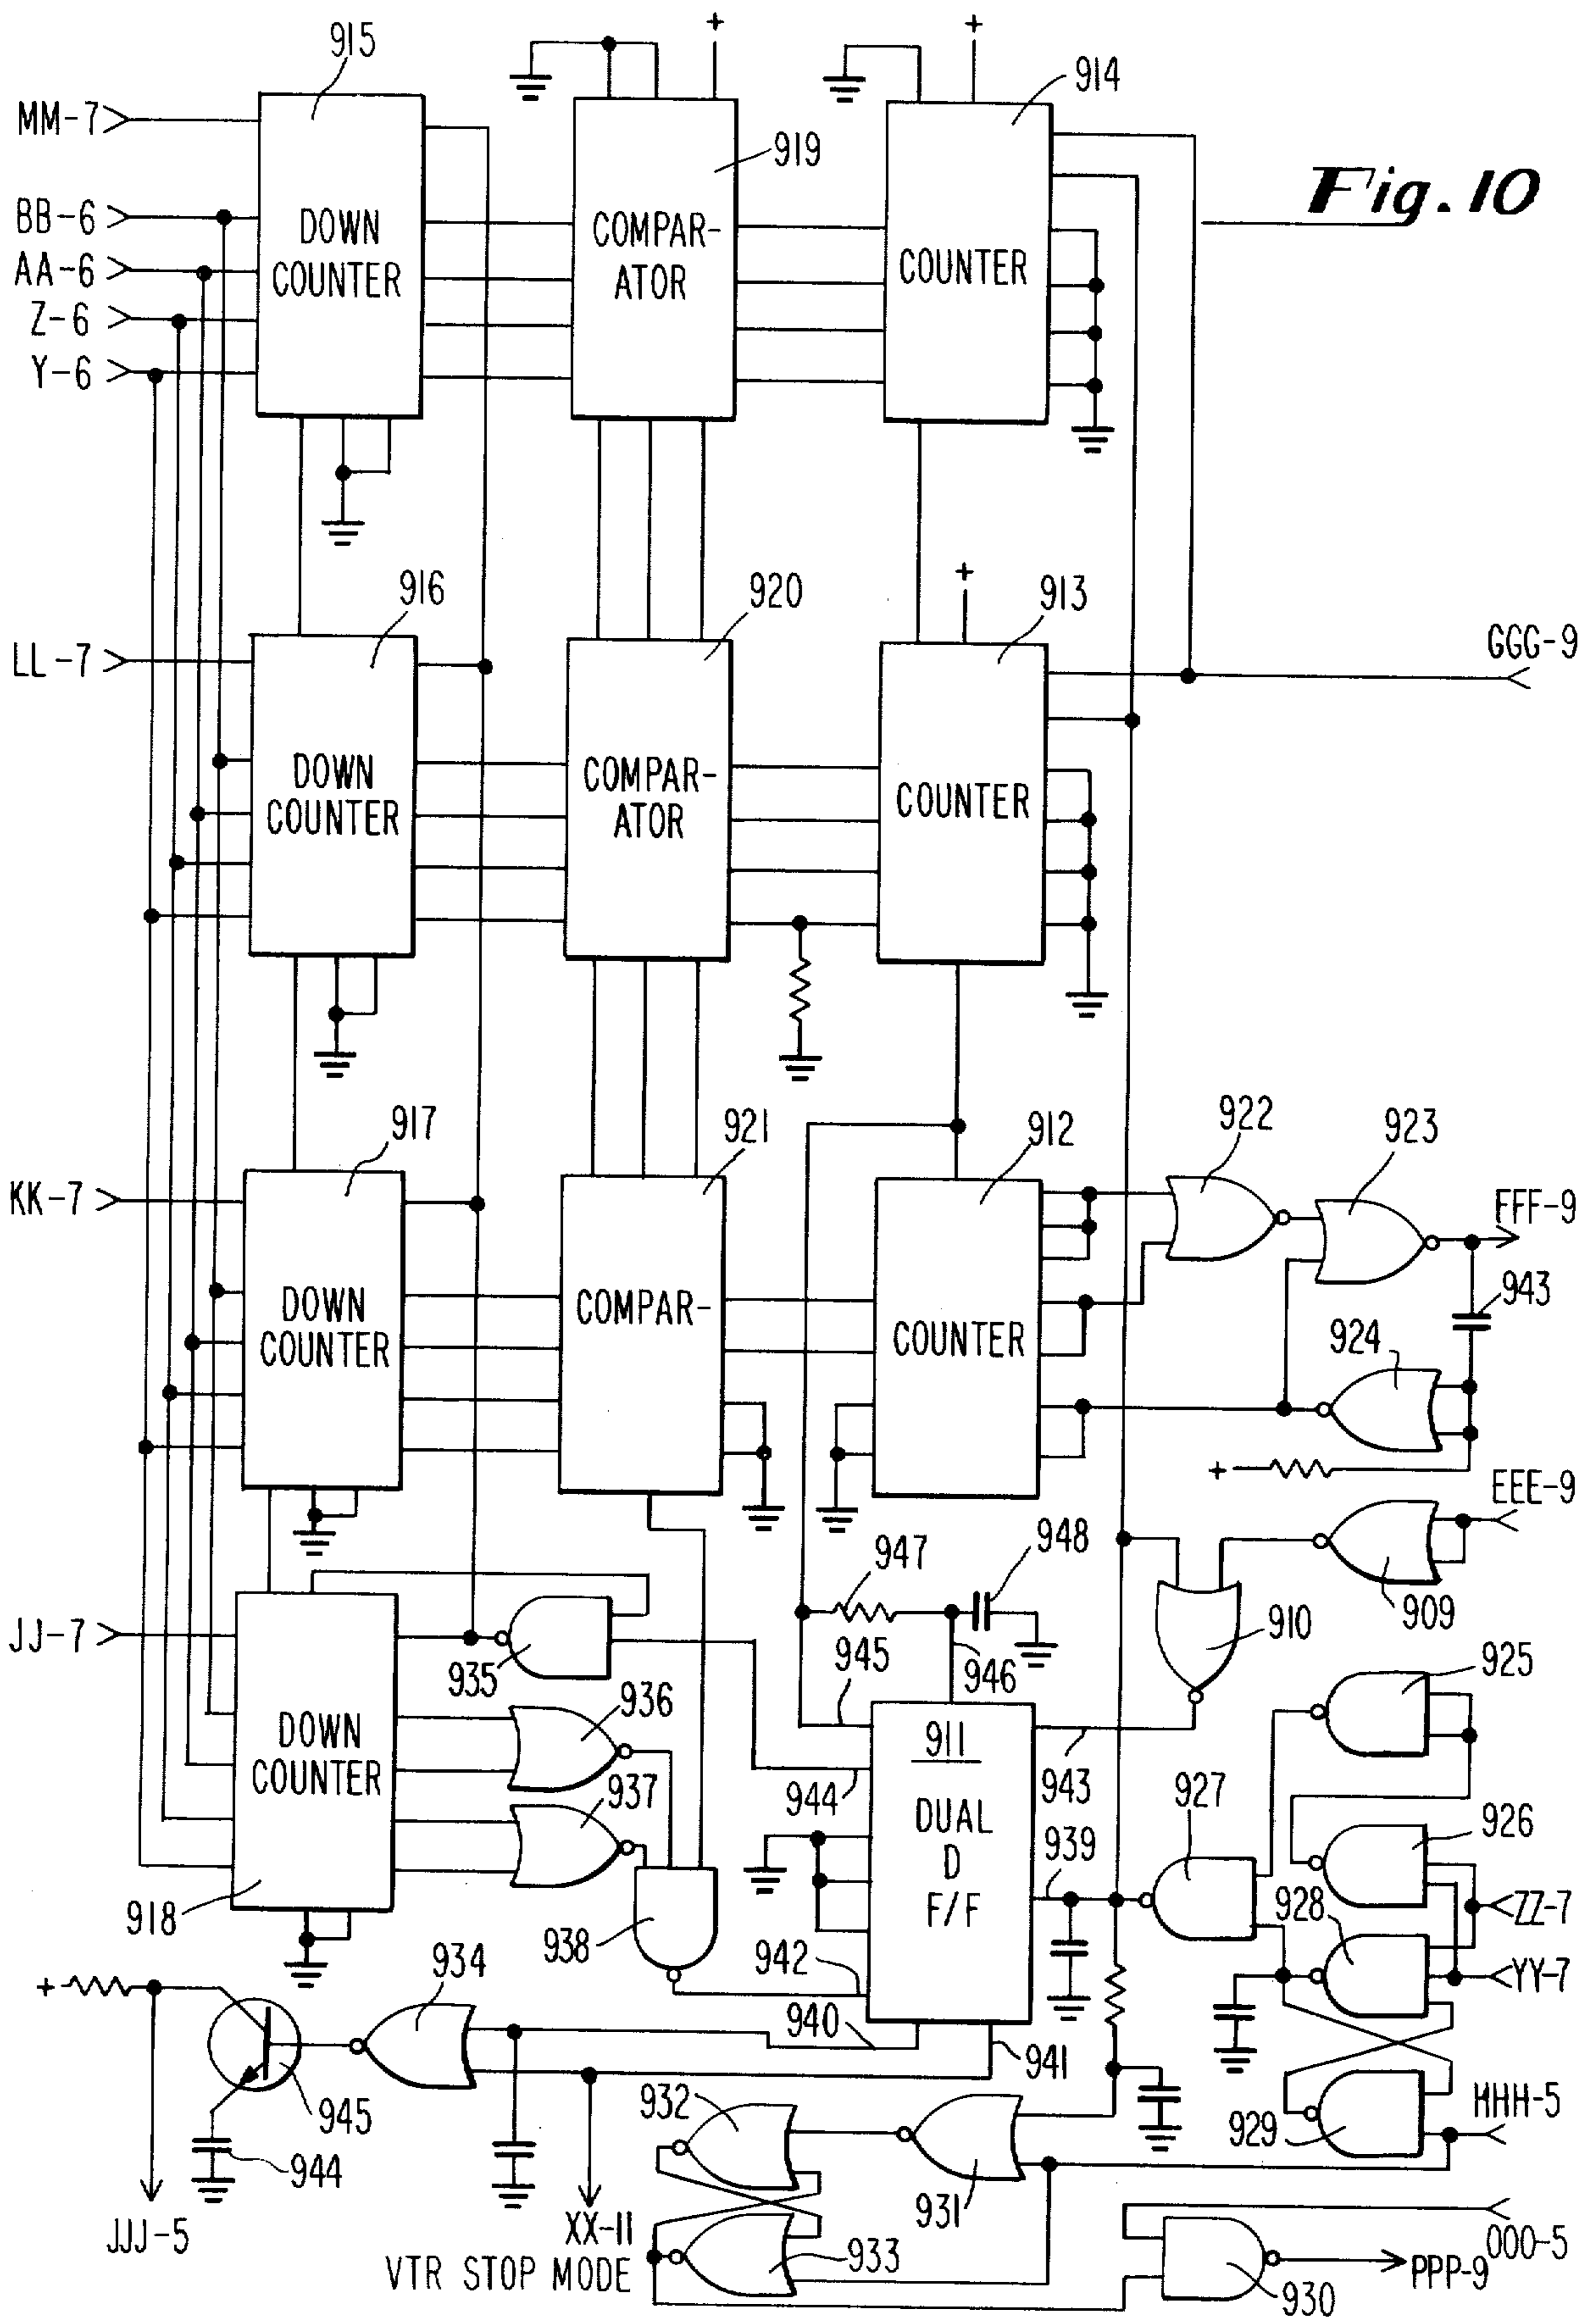 Fig. 10
915
+
+
914
MM-7
919
BB-6
AA-6
Z-6
Y-6
DOWN
COUNTER
COMPAR-
ATOR
COUNTER
916
920
+
913
LL-7
GGG-9
DOWN
COUNTER
COMPAR-
ATOR
COUNTER
917
921
912
922
923
KK-7
FFF-9
943
DOWN
COUNTER
COMPAR-
COUNTER
924
+
EEE-9
947
948
909
JJ-7
935
945
946
910
936
925
DOWN
COUNTER
937
944
911
DUAL
D
F/F
943
939
927
926
918
938
942
928
ZZ-7
YY-7
+
934
940
941
945
932
929
HHH-5
944
931
JJJ-5
XX-11
VTR STOP MODE
933
930
PPP-9
OOO-5